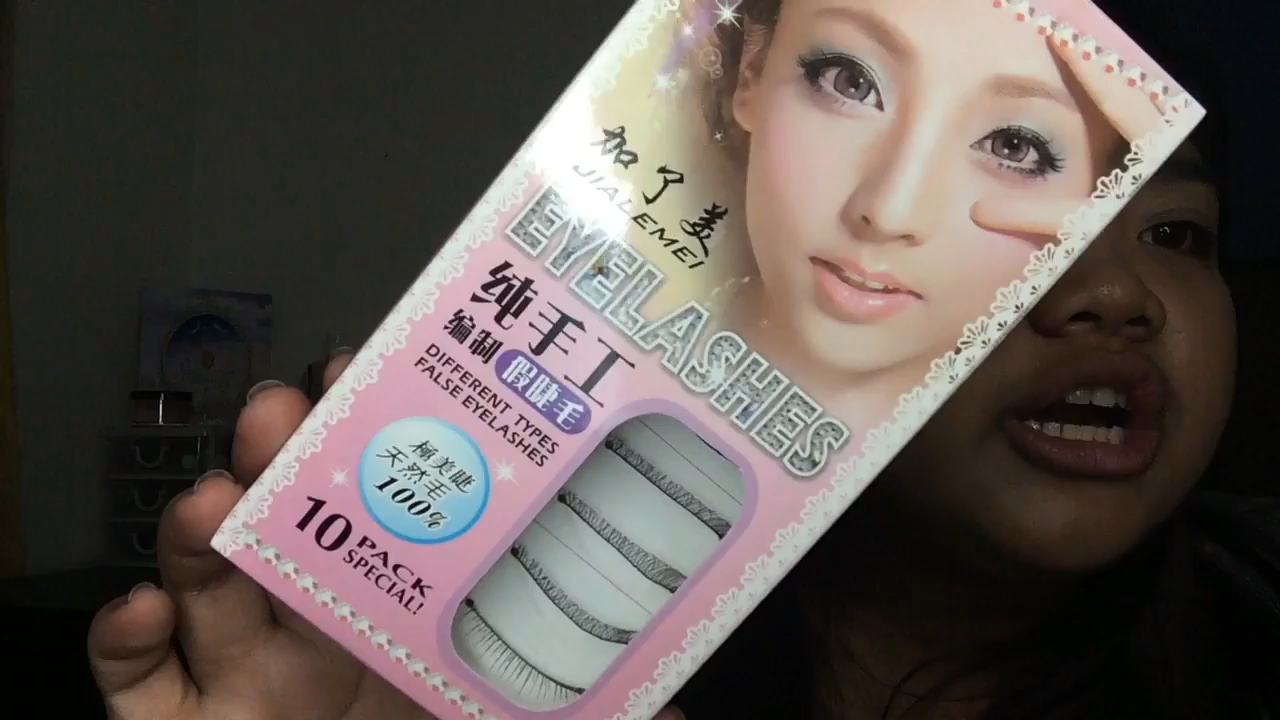 加了美
JIALEMEI
EYELASHES
纯手工
编制 假睫毛
DIFFERENT TYPES
FALSE EYELASHES
極美睫
天然毛
100%
10 PACK
SPECIAL!